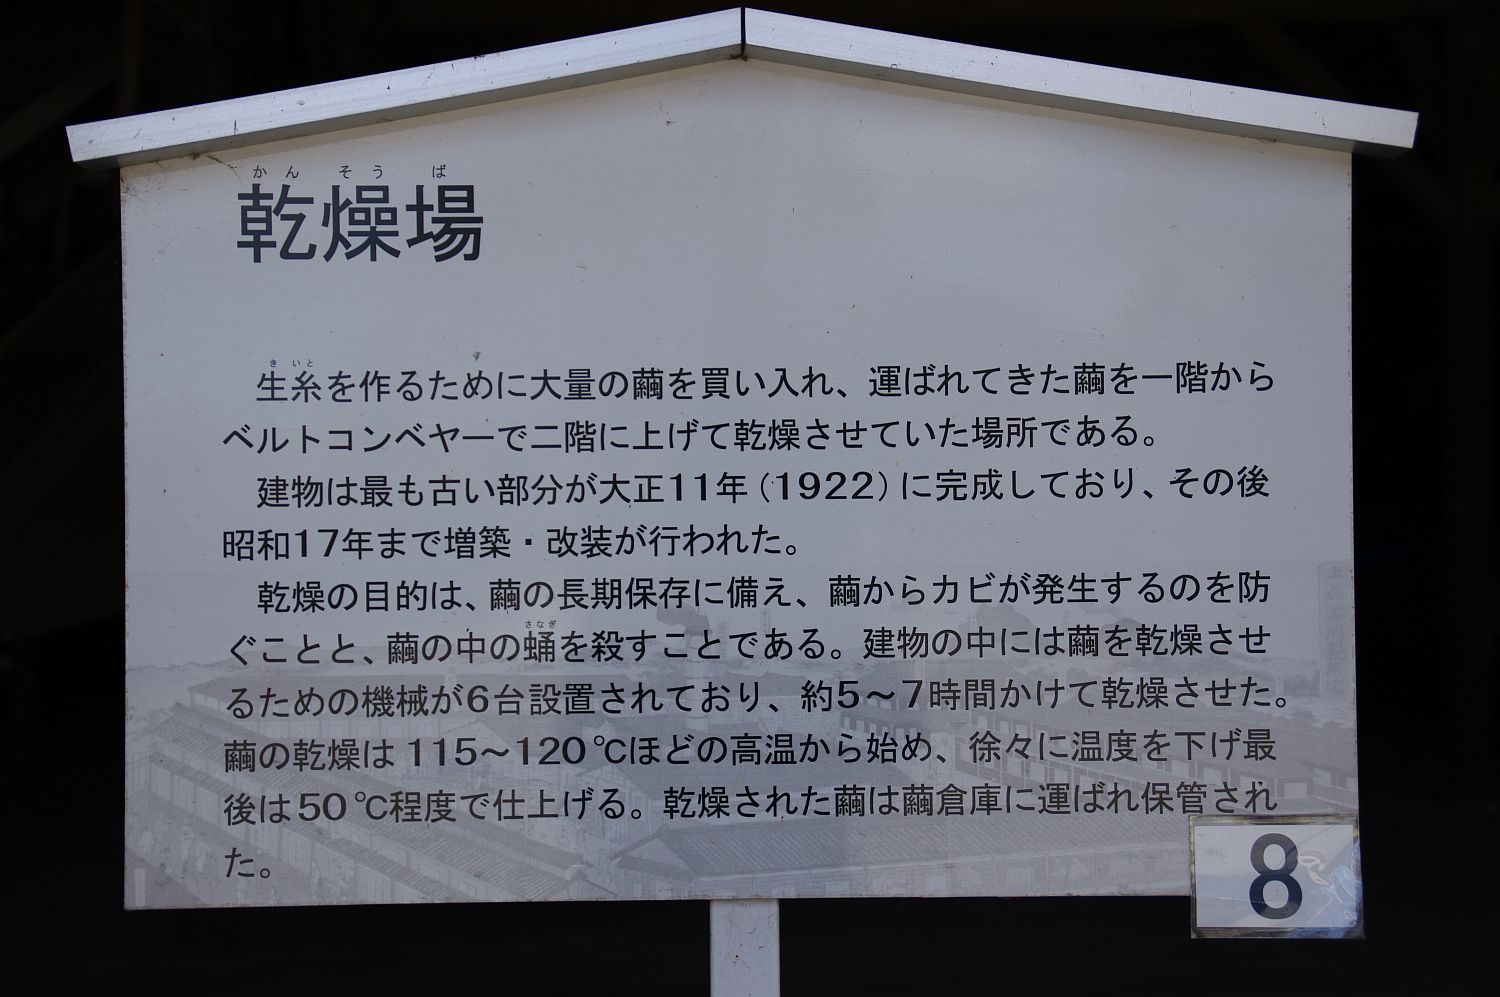 かんそうば
乾燥場
きいと
生糸を作るために大量の繭を買い入れ、運ばれてきた繭を一階から
ベルトコンベヤーで二階に上げて乾燥させていた場所である。
建物は最も古い部分が大正11年(1922)に完成しており、その後
昭和17年まで増築・改装が行われた。
乾燥の目的は、繭の長期保存に備え、繭からカビが発生するのを防
さなぎ
ぐことと、繭の中の蛹を殺すことである。建物の中には繭を乾燥させ
るための機械が6台設置されており、約5～7時間かけて乾燥させた。
繭の乾燥は115～120℃ほどの高温から始め、徐々に温度を下げ最
後は50℃程度で仕上げる。乾燥された繭は繭倉庫に運ばれ保管され
た。
8